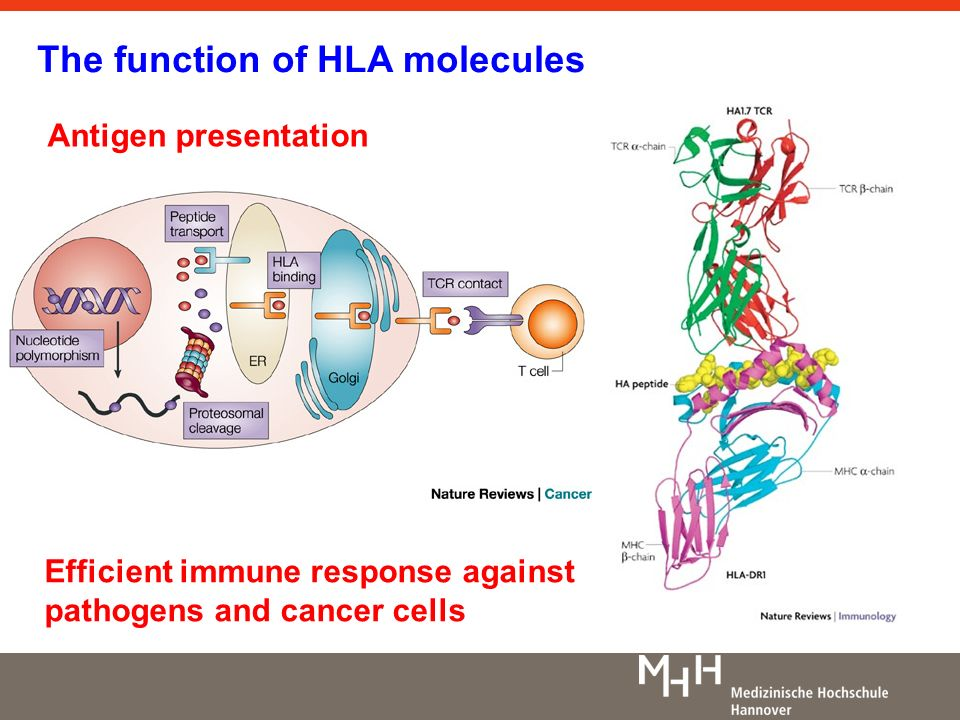 The function of HLA molecules
Antigen presentation
Peptide
transport
HLA
binding
TCR contact
Nucleotide
polymorphism
ER
Golgi
T cell
Proteosomal
cleavage
Nature Reviews | Cancer
HA1.7 TCR
TCR α-chain
TCR β-chain
HA peptide
MHC α-chain
MHC
β-chain
HLA-DR1
Nature Reviews | Immunology
Efficient immune response against
pathogens and cancer cells
MHH
Medizinische Hochschule
Hannover